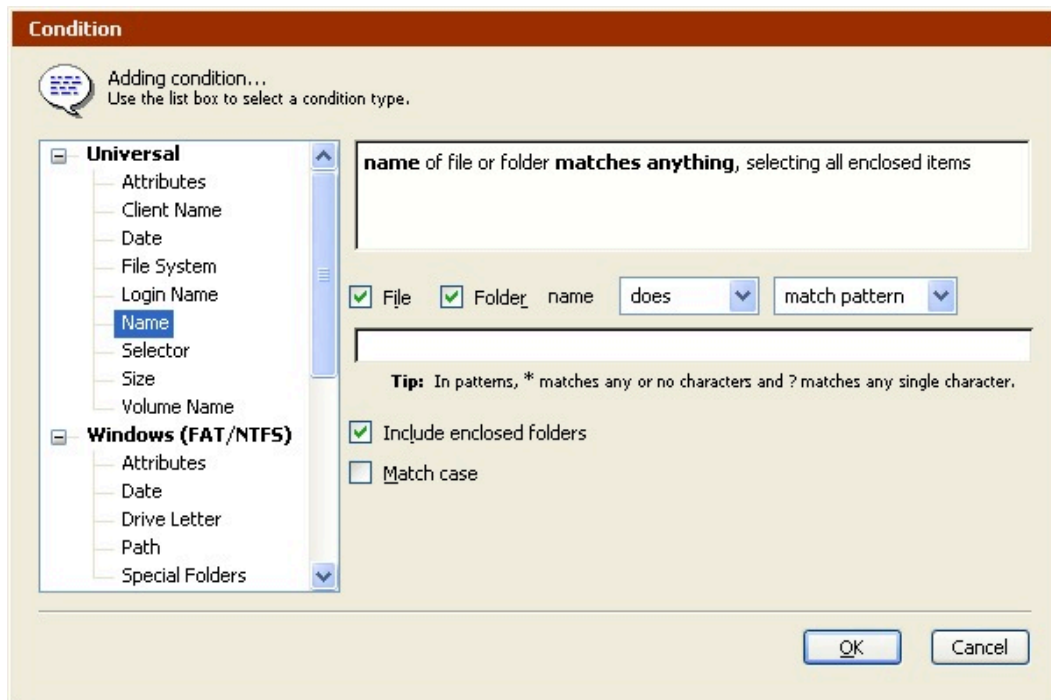 Condition
Adding condition...
Use the list box to select a condition type.
Universal
Attributes
Client Name
Date
File System
Login Name
Name
Selector
Size
Volume Name
Windows (FAT/NTFS)
Attributes
Date
Drive Letter
Path
Special Folders
name of file or folder matches anything, selecting all enclosed items
File Folder name does match pattern
Tip: In patterns, * matches any or no characters and ? matches any single character.
Include enclosed folders
Match case
OK Cancel